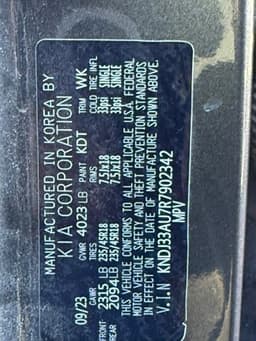 MANUFACTURED IN KOREA BY
KIA CORPORATION
09/23 GVWR 4023 LB PAINT KDT TRIM WK
GAWR TIRES RIMS COLD TIRE INFL
FRONT 2315 LB 235/45R18 7.5Jx18 SINGLE
REAR 2094 LB 235/45R18 7.5Jx18 SINGLE
THIS VEHICLE CONFORMS TO ALL APPLICABLE U.S.A. FEDERAL
MOTOR VEHICLE SAFETY AND THEFT PREVENTION STANDARDS
IN EFFECT ON THE DATE OF MANUFACTURE SHOWN ABOVE.
V.I.N KNDJ33AU7R7902342
MPV